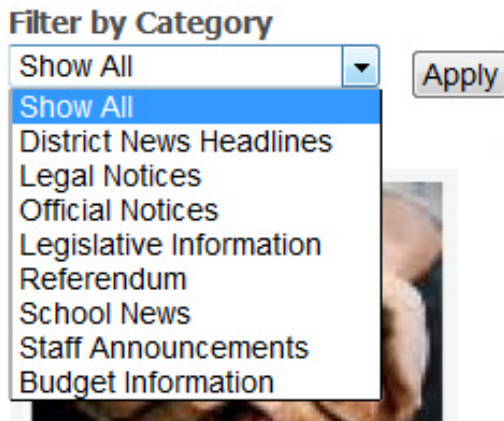 Filter by Category
Show All
Apply
Show All
District News Headlines
Legal Notices
Official Notices
Legislative Information
Referendum
School News
Staff Announcements
Budget Information